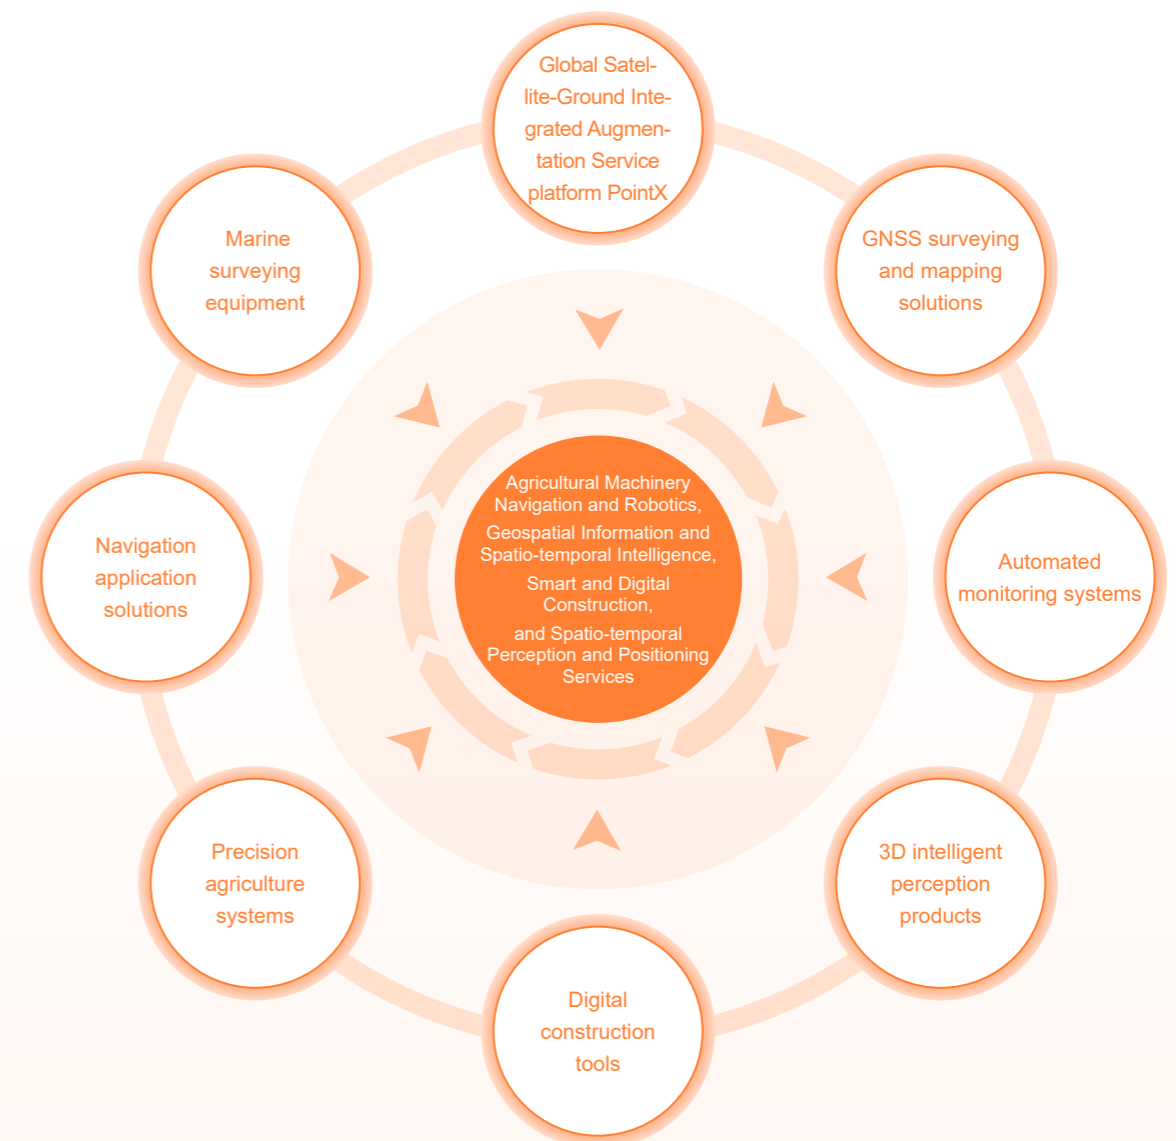 Global Satel-
lite-Ground Inte-
grated Augmen-
tation Service
platform PointX
GNSS surveying
and mapping
solutions
Automated
monitoring systems
3D intelligent
perception
products
Digital
construction
tools
Precision
agriculture
systems
Navigation
application
solutions
Marine
surveying
equipment
Agricultural Machinery
Navigation and Robotics,
Geospatial Information and
Spatio-temporal Intelligence,
Smart and Digital
Construction,
and Spatio-temporal
Perception and Positioning
Services